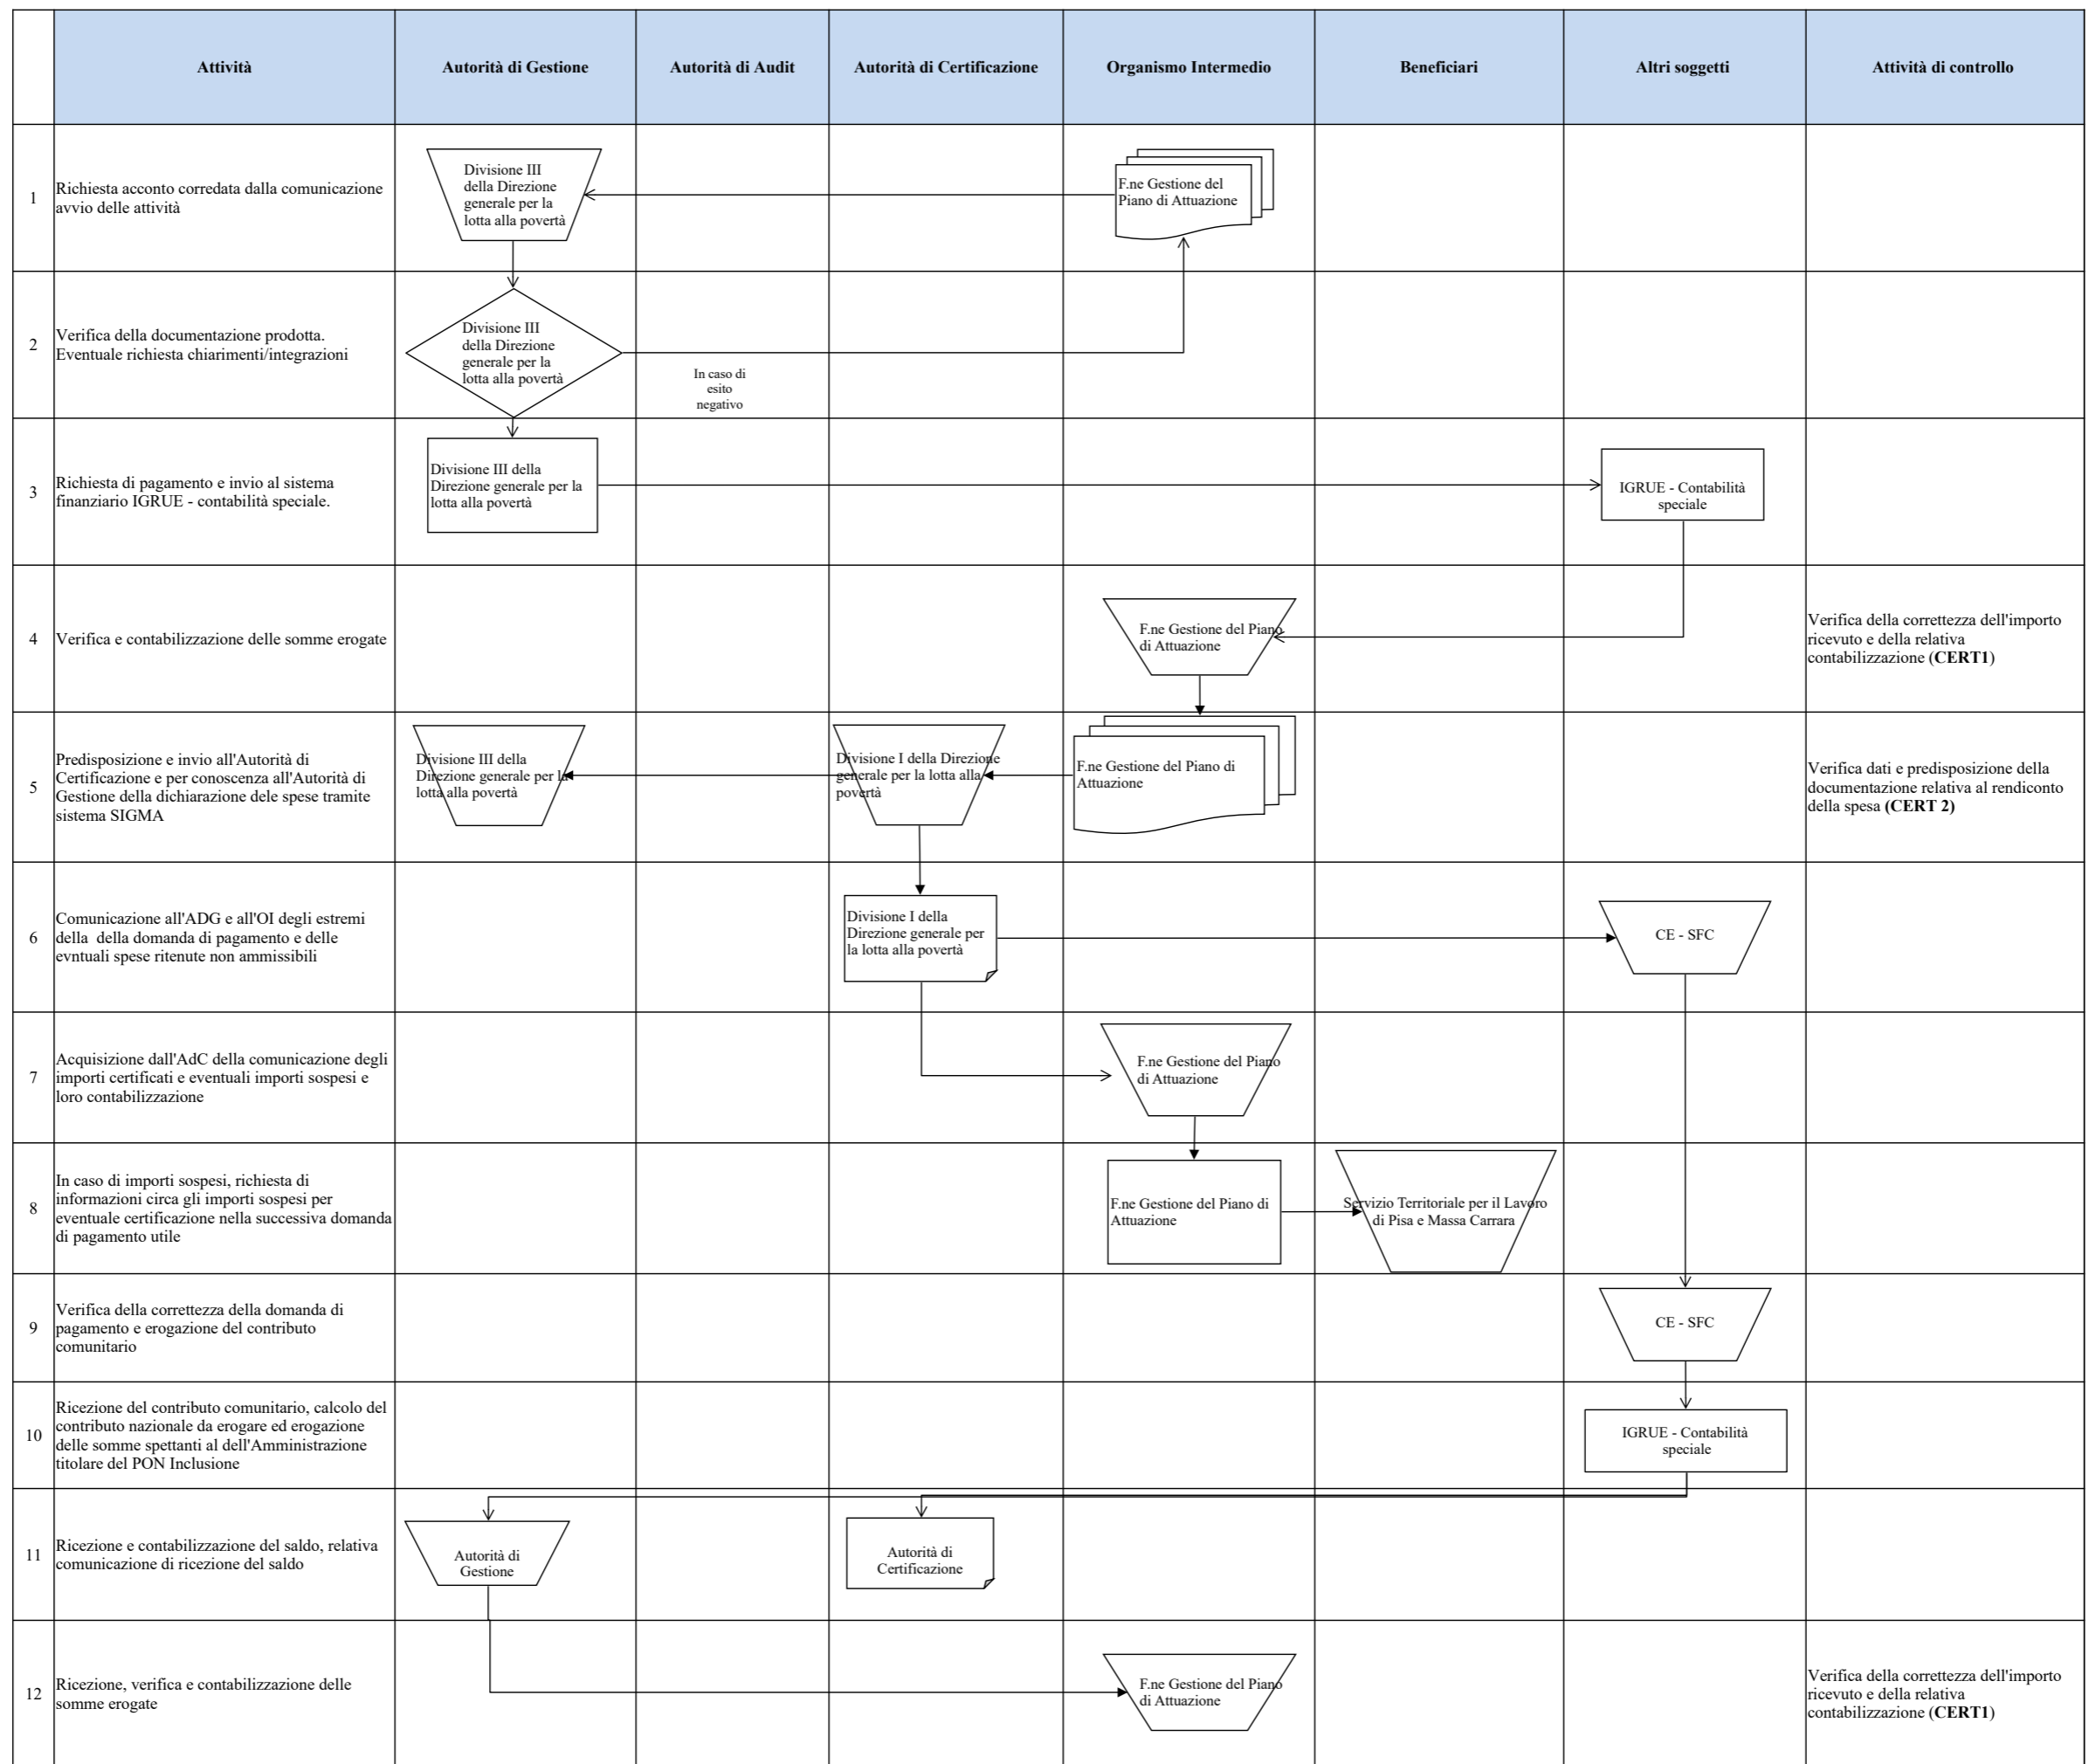 Attività
Autorità di Gestione
Autorità di Audit
Autorità di Certificazione
Organismo Intermedio
Beneficiari
Altri soggetti
Attività di controllo
1
Richiesta acconto corredata dalla comunicazione
avvio delle attività
Divisione III
della Direzione
generale per la
lotta alla povertà
F.ne Gestione del
Piano di Attuazione
2
Verifica della documentazione prodotta.
Eventuale richiesta chiarimenti/integrazioni
Divisione III
della Direzione
generale per la
lotta alla povertà
In caso di
esito
negativo
3
Richiesta di pagamento e invio al sistema
finanziario IGRUE - contabilità speciale.
Divisione III della
Direzione generale per la
lotta alla povertà
IGRUE - Contabilità
speciale
4
Verifica e contabilizzazione delle somme erogate
F.ne Gestione del Piano
di Attuazione
Verifica della correttezza dell'importo
ricevuto e della relativa
contabilizzazione (CERT1)
5
Predisposizione e invio all'Autorità di
Certificazione e per conoscenza all'Autorità di
Gestione della dichiarazione dele spese tramite
sistema SIGMA
Divisione III della
Direzione generale per la
lotta alla povertà
Divisione I della Direzione
generale per la lotta alla
povertà
F.ne Gestione del Piano di
Attuazione
Verifica dati e predisposizione della
documentazione relativa al rendiconto
della spesa (CERT 2)
6
Comunicazione all'ADG e all'OI degli estremi
della  della domanda di pagamento e delle
evntuali spese ritenute non ammissibili
Divisione I della
Direzione generale per
la lotta alla povertà
CE - SFC
7
Acquisizione dall'AdC della comunicazione degli
importi certificati e eventuali importi sospesi e
loro contabilizzazione
F.ne Gestione del Piano
di Attuazione
8
In caso di importi sospesi, richiesta di
informazioni circa gli importi sospesi per
eventuale certificazione nella successiva domanda
di pagamento utile
F.ne Gestione del Piano di
Attuazione
Servizio Territoriale per il Lavoro
di Pisa e Massa Carrara
9
Verifica della correttezza della domanda di
pagamento e erogazione del contributo
comunitario
CE - SFC
10
Ricezione del contributo comunitario, calcolo del
contributo nazionale da erogare ed erogazione
delle somme spettanti al dell'Amministrazione
titolare del PON Inclusione
IGRUE - Contabilità
speciale
11
Ricezione e contabilizzazione del saldo, relativa
comunicazione di ricezione del saldo
Autorità di
Gestione
Autorità di
Certificazione
12
Ricezione, verifica e contabilizzazione delle
somme erogate
F.ne Gestione del Piano
di Attuazione
Verifica della correttezza dell'importo
ricevuto e della relativa
contabilizzazione (CERT1)